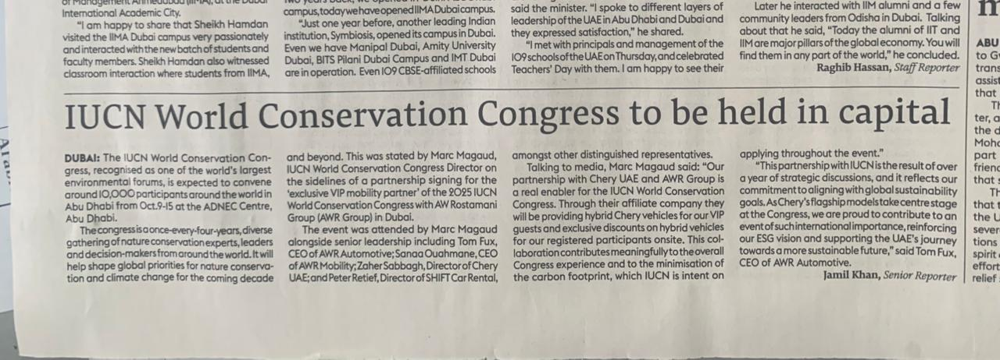 International Academic City.
"I am happy to share that Sheikh Hamdan
visited the IIMA Dubai campus very passionately
and interacted with the new batch of students and
faculty members. Sheikh Hamdan also witnessed
classroom interaction where students from IIMA,
campus, today we have opened IIMA Dubai campus.
"Just one year before, another leading Indian
institution, Symbiosis, opened its campus in Dubai.
Even we have Manipal Dubai, Amity University
Dubai, BITS Pilani Dubai Campus and IMT Dubai
are in operation. Even 109 CBSE-affiliated schools
said the minister. "I spoke to different layers of
leadership of the UAE in Abu Dhabi and Dubai and
they expressed satisfaction," he shared.
"I met with principals and management of the
109 schools of the UAE on Thursday, and celebrated
Teachers' Day with them. I am happy to see their
Later he interacted with IIM alumni and a few
community leaders from Odisha in Dubai. Talking
about that he said, "Today the alumni of IIT and
IIM are major pillars of the global economy. You will
find them in any part of the world," he concluded.
Raghib Hassan, Staff Reporter
IUCN World Conservation Congress to be held in capital
DUBAI: The IUCN World Conservation Con-
gress, recognised as one of the world's largest
environmental forums, is expected to convene
around 10,000 participants around the world in
Abu Dhabi from Oct.9-15 at the ADNEC Centre,
Abu Dhabi.
The congress is a once-every-four-years, diverse
gathering of nature conservation experts, leaders
and decision-makers from around the world. It will
help shape global priorities for nature conserva-
tion and climate change for the coming decade
and beyond. This was stated by Marc Magaud,
IUCN World Conservation Congress Director on
the sidelines of a partnership signing for the
'exclusive VIP mobility partner' of the 2025 IUCN
World Conservation Congress with AW Rostamani
Group (AWR Group) in Dubai.
The event was attended by Marc Magaud
alongside senior leadership including Tom Fux,
CEO of AWR Automotive; Sanaa Ouahmane, CEO
of AWR Mobility; Zaher Sabbagh, Director of Chery
UAE; and Peter Retief, Director of SHIFT Car Rental,
amongst other distinguished representatives.
Talking to media, Marc Magaud said: "Our
partnership with Chery UAE and AWR Group is
a real enabler for the IUCN World Conservation
Congress. Through their affiliate company they
will be providing hybrid Chery vehicles for our VIP
guests and exclusive discounts on hybrid vehicles
for our registered participants onsite. This col-
laboration contributes meaningfully to the overall
Congress experience and to the minimisation of
the carbon footprint, which IUCN is intent on
applying throughout the event."
"This partnership with IUCN is the result of over
a year of strategic discussions, and it reflects our
commitment to aligning with global sustainability
goals. As Chery's flagship models take centre stage
at the Congress, we are proud to contribute to an
event of such international importance, reinforcing
our ESG vision and supporting the UAE's journey
towards a more sustainable future," said Tom Fux,
CEO of AWR Automotive.
Jamil Khan, Senior Reporter
ABU
to G
trans
assist
that
ter, a
the d
Moha
part
friend
that s
Th
that t
the U
seven
tions
spirit
effort
relief